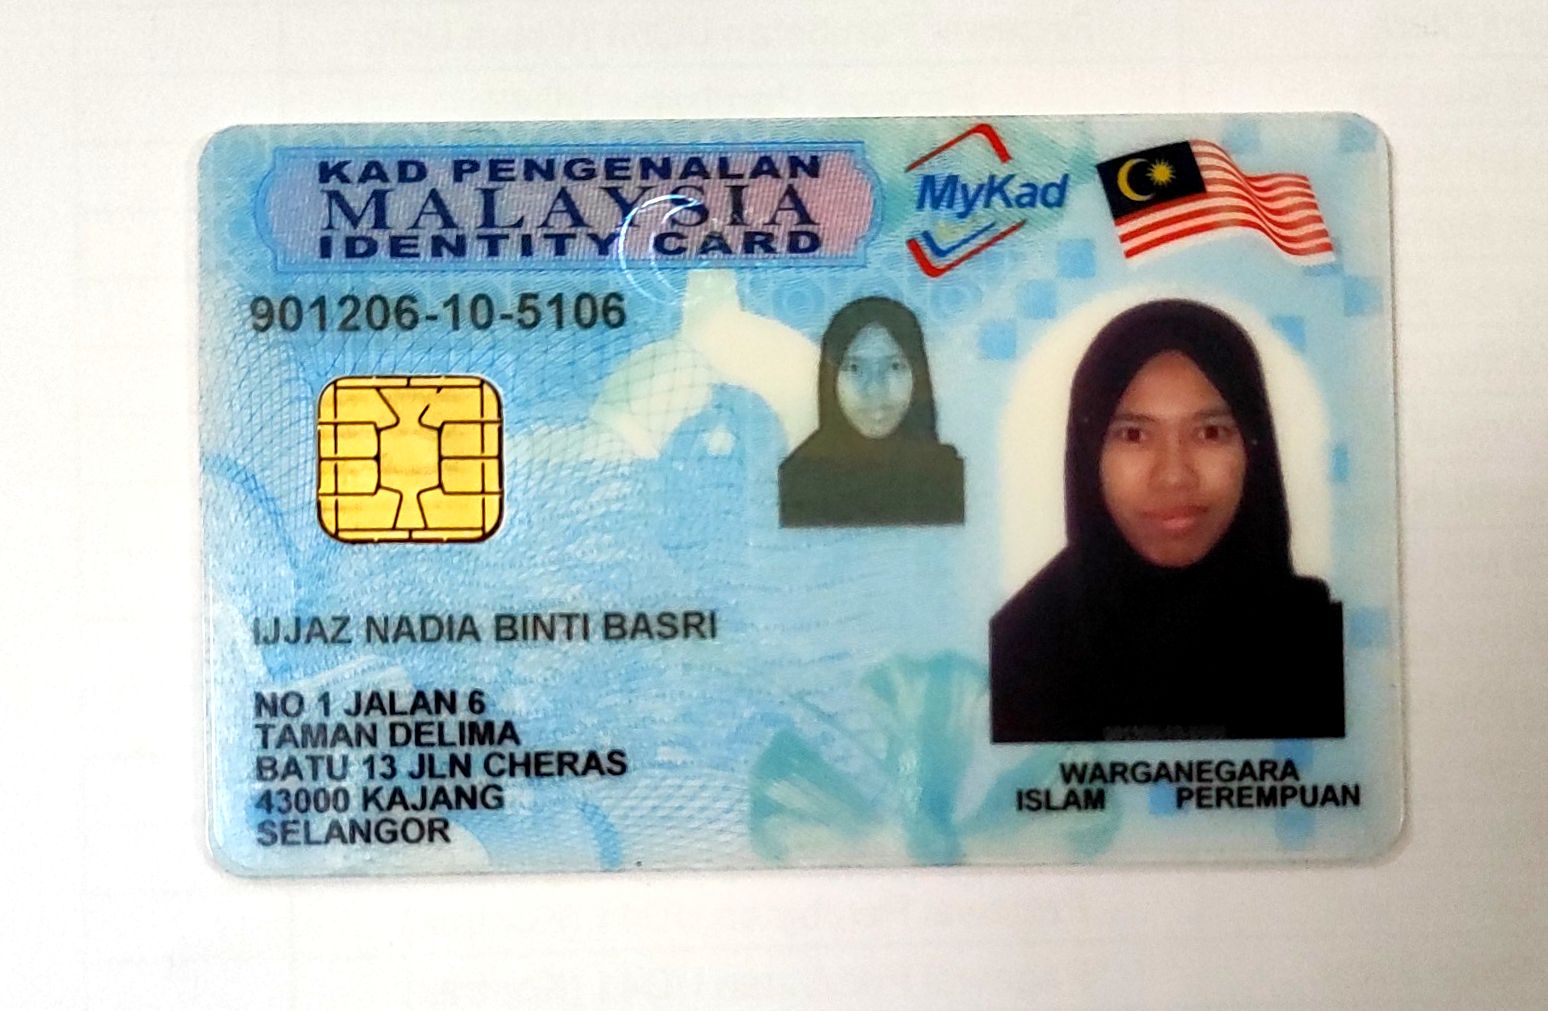 KAD PENGENALAN
MALAYSIA
IDENTITY CARD
MyKad
901206-10-5106
IJJAZ NADIA BINTI BASRI
NO 1 JALAN 6
TAMAN DELIMA
BATU 13 JLN CHERAS
43000 KAJANG
SELANGOR
WARGANEGARA
ISLAM PEREMPUAN